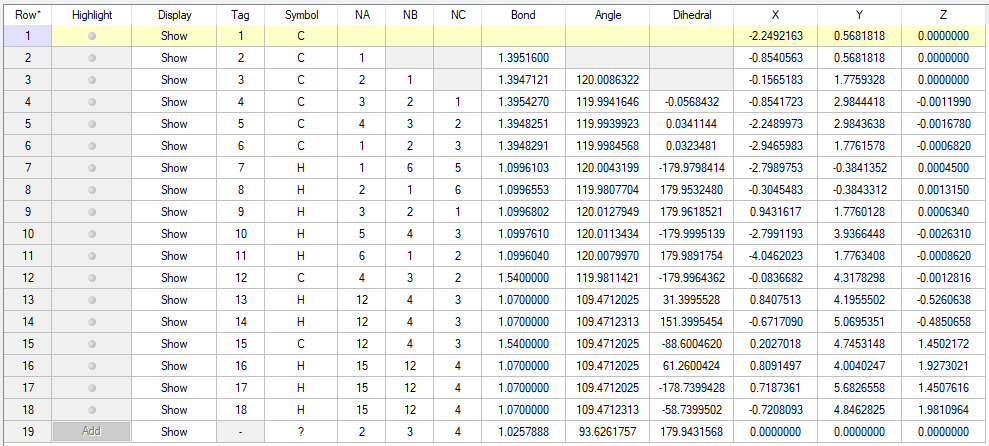 Row* Highlight Display Tag Symbol NA NB NC Bond Angle Dihedral X Y Z
1 Show 1 C -2.2492163 0.5681818 0.0000000
2 Show 2 C 1 1.3951600 -0.8540563 0.5681818 0.0000000
3 Show 3 C 2 1 1.3947121 120.0086322 -0.1565183 1.7759328 0.0000000
4 Show 4 C 3 2 1 1.3954270 119.9941646 -0.0568432 -0.8541723 2.9844418 -0.0011990
5 Show 5 C 4 3 2 1.3948251 119.9939923 0.0341144 -2.2489973 2.9843638 -0.0016780
6 Show 6 C 1 2 3 1.3948291 119.9984568 0.0323481 -2.9465983 1.7761578 -0.0006820
7 Show 7 H 1 6 5 1.0996103 120.0043199 -179.9798414 -2.7989753 -0.3841352 0.0004500
8 Show 8 H 2 1 6 1.0996553 119.9807704 179.9532480 -0.3045483 -0.3843312 0.0013150
9 Show 9 H 3 2 1 1.0996802 120.0127949 179.9618521 0.9431617 1.7760128 0.0006340
10 Show 10 H 5 4 3 1.0997610 120.0113434 -179.9995139 -2.7991193 3.9366448 -0.0026310
11 Show 11 H 6 1 2 1.0996040 120.0079970 179.9891754 -4.0462023 1.7763408 -0.0008620
12 Show 12 C 4 3 2 1.5400000 119.9811421 -179.9964362 -0.0836682 4.3178298 -0.0012816
13 Show 13 H 12 4 3 1.0700000 109.4712025 31.3995528 0.8407513 4.1955502 -0.5260638
14 Show 14 H 12 4 3 1.0700000 109.4712313 151.3995454 -0.6717090 5.0695351 -0.4850658
15 Show 15 C 12 4 3 1.5400000 109.4712025 -88.6004620 0.2027018 4.7453148 1.4502172
16 Show 16 H 15 12 4 1.0700000 109.4712025 61.2600424 0.8091497 4.0040247 1.9273021
17 Show 17 H 15 12 4 1.0700000 109.4712025 -178.7399428 0.7187361 5.6826558 1.4507616
18 Show 18 H 15 12 4 1.0700000 109.4712313 -58.7399502 -0.7208093 4.8462825 1.9810964
19 Add Show - ? 2 3 4 1.0257888 93.6261757 179.9431568 0.0000000 0.0000000 0.0000000